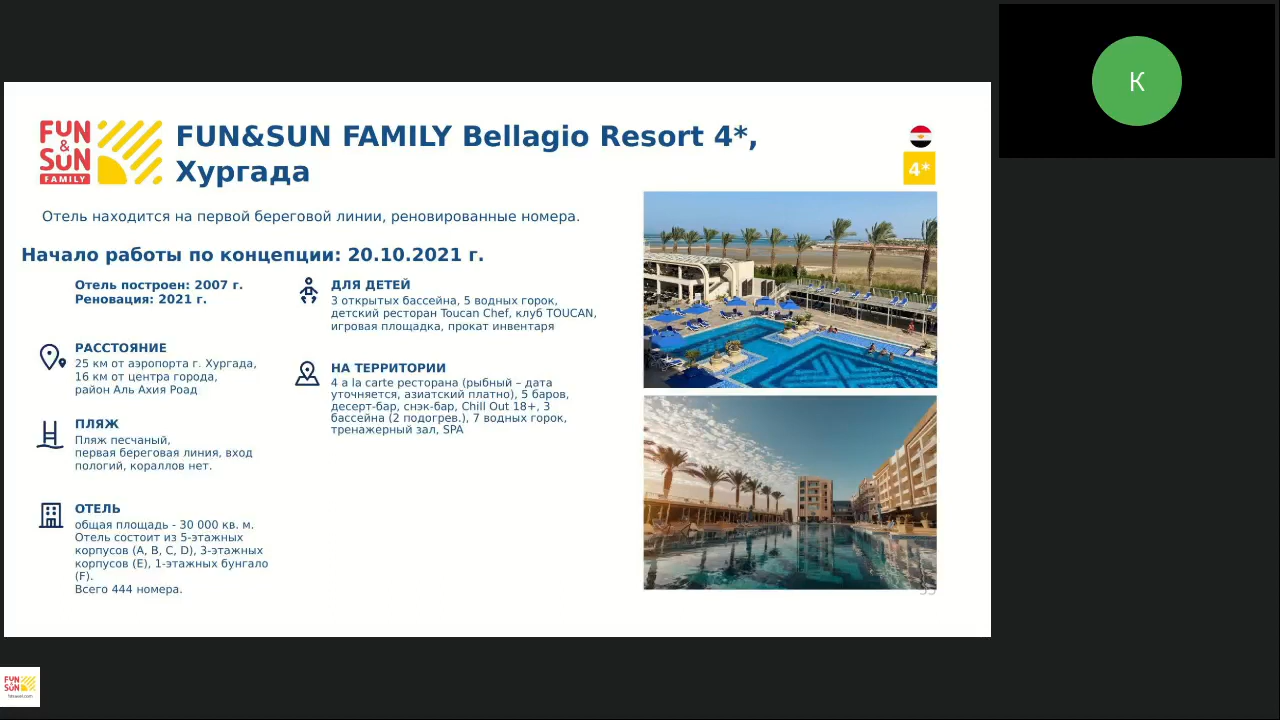 FUN
&
SUN
FAMILY
FUN&SUN FAMILY Bellagio Resort 4*,
Хургада
4*
Отель находится на первой береговой линии, реновированные номера.
Начало работы по концепции: 20.10.2021 г.
Отель построен: 2007 г.
Реновация: 2021 г.
РАССТОЯНИЕ
25 км от аэропорта г. Хургада,
16 км от центра города,
район Аль Ахия Роад
ПЛЯЖ
Пляж песчаный,
первая береговая линия, вход
пологий, кораллов нет.
ОТЕЛЬ
общая площадь - 30 000 кв. м.
Отель состоит из 5-этажных
корпусов (A, B, C, D), 3-этажных
корпусов (E), 1-этажных бунгало
(F).
Всего 444 номера.
ДЛЯ ДЕТЕЙ
3 открытых бассейна, 5 водных горок,
детский ресторан Toucan Chef, клуб TOUCAN,
игровая площадка, прокат инвентаря
НА ТЕРРИТОРИИ
4 a la carte ресторана (рыбный – дата
уточняется, азиатский платно), 5 баров,
десерт-бар, снэк-бар, Chill Out 18+, 3
бассейна (2 подогрев.), 7 водных горок,
тренажерный зал, SPA
К
FUN
&
SUN